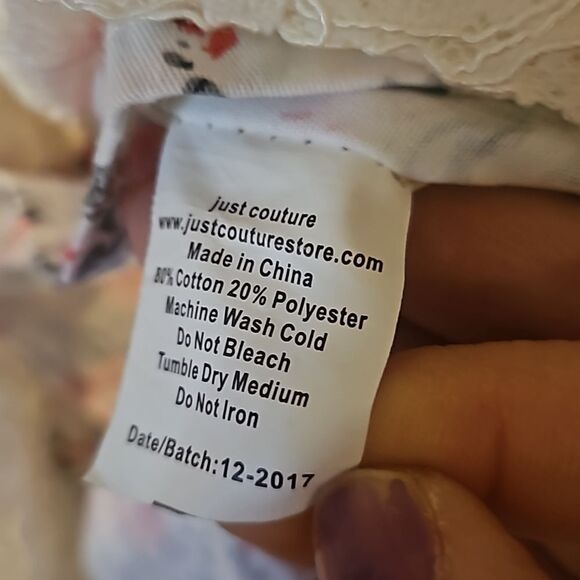 just couture
www.justcouturestore.com
Made in China
80% Cotton 20% Polyester
Machine Wash Cold
Do Not Bleach
Tumble Dry Medium
Do Not Iron
Date/Batch:12-2017